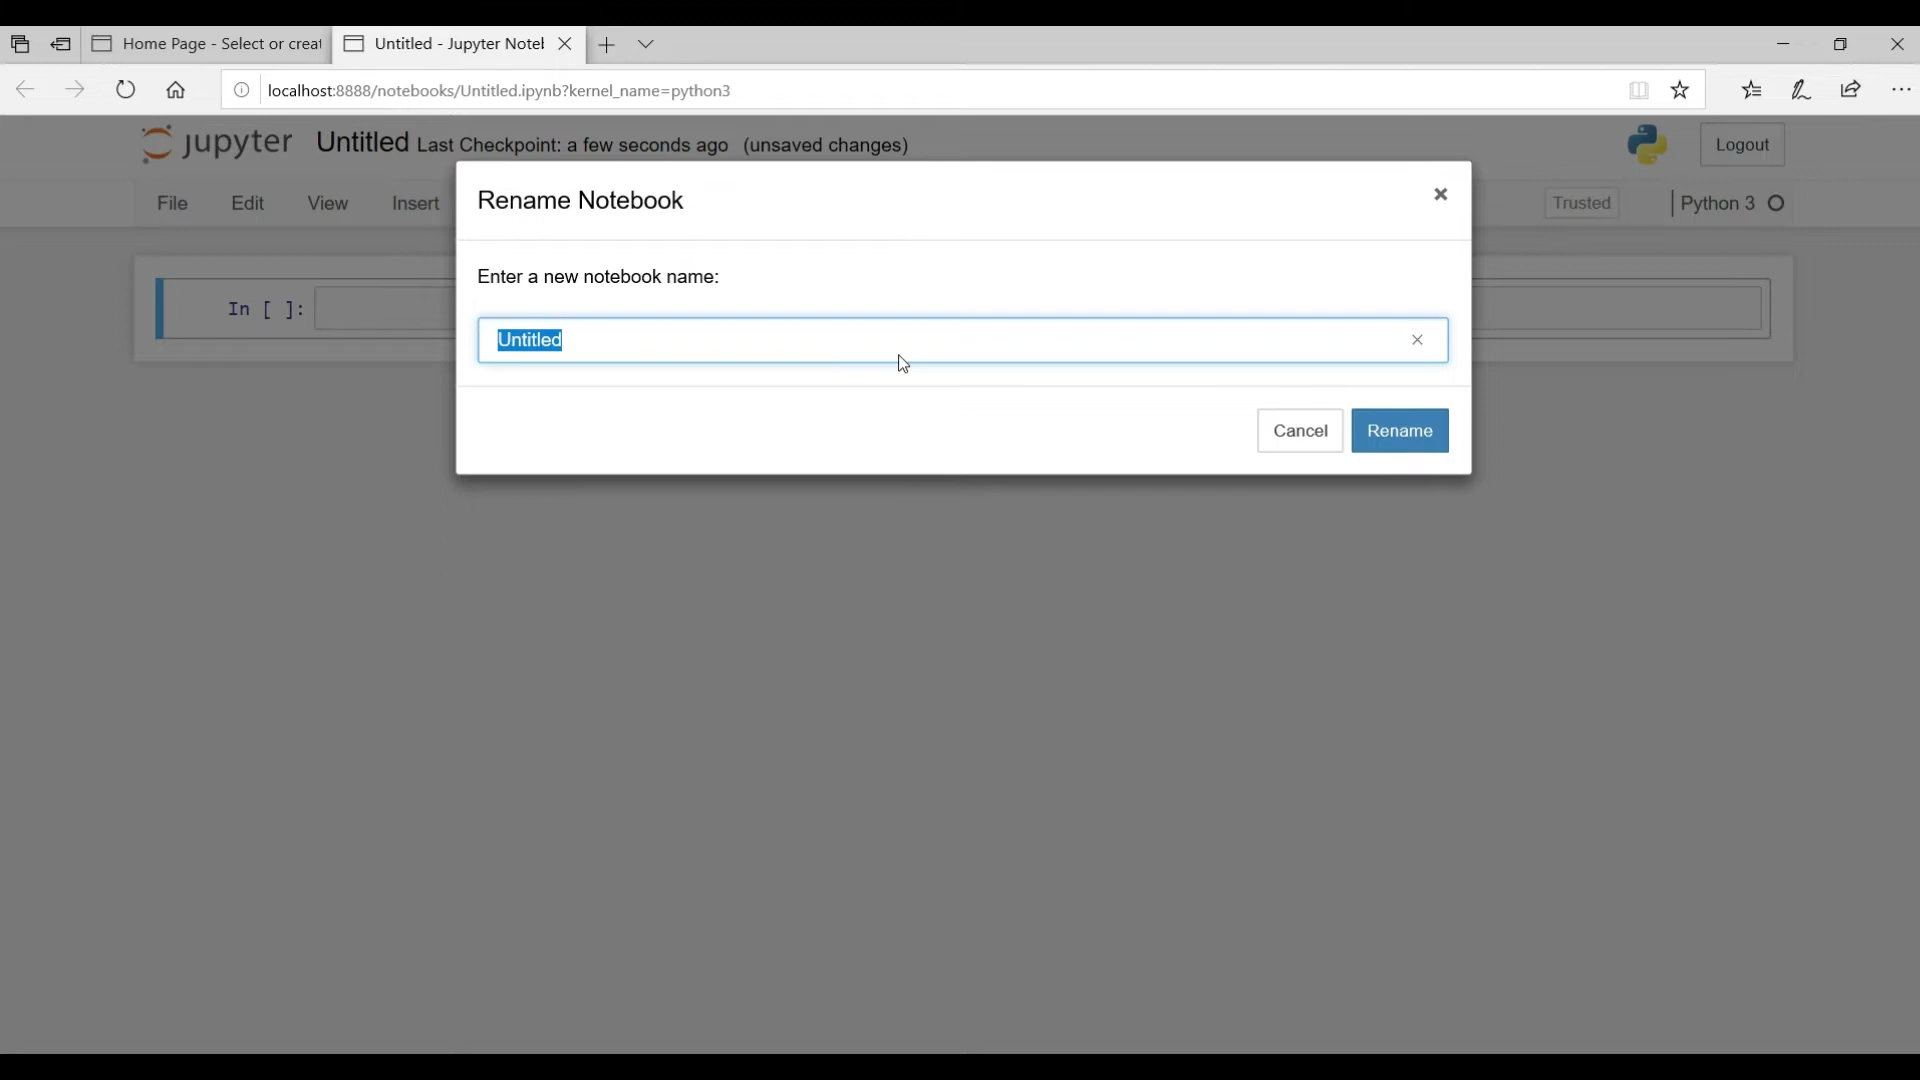 Home Page - Select or creat
Untitled - Jupyter Noteb
localhost:8888/notebooks/Untitled.ipynb?kernel_name=python3
jupyter Untitled Last Checkpoint: a few seconds ago (unsaved changes)
Logout
File Edit View Insert
Trusted
Python 3
Rename Notebook
Enter a new notebook name:
In [ ]:
Untitled
Cancel Rename